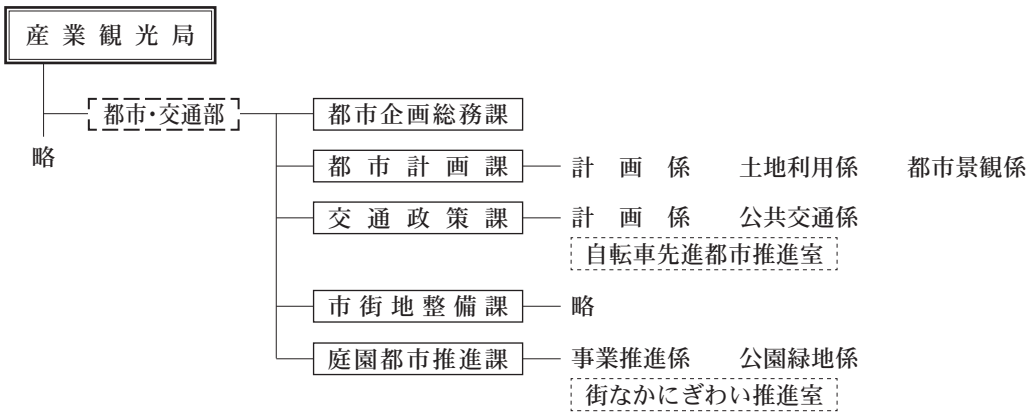 産業観光局
都市・交通部 都市企画総務課
略
都市計画課 計画係 土地利用係 都市景観係
交通政策課 計画係 公共交通係
自転車先進都市推進室
市街地整備課 略
庭園都市推進課 事業推進係 公園緑地係
街なかにぎわい推進室